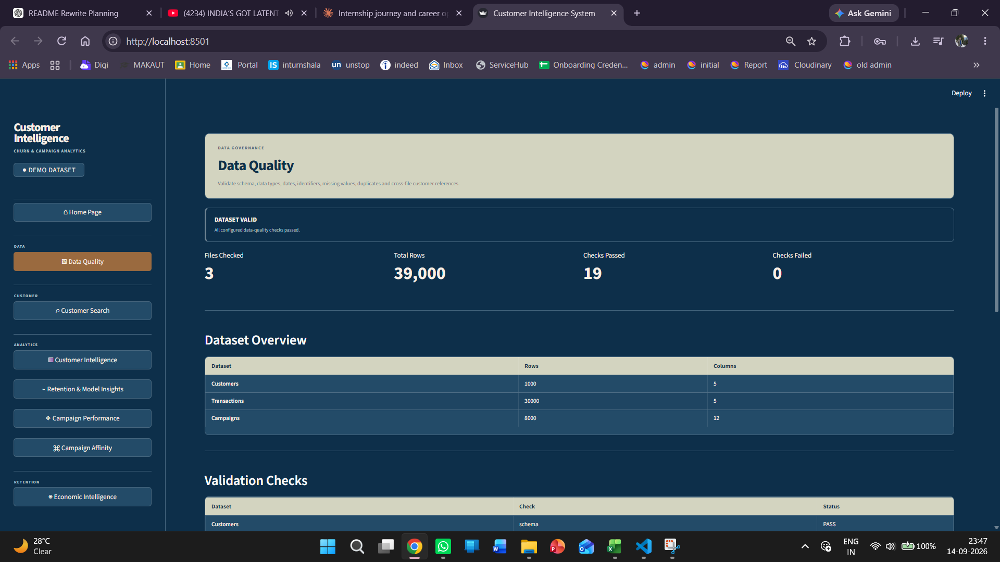 README Rewrite Planning
(4234) INDIA'S GOT LATENT
Internship journey and career o
Customer Intelligence System
Ask Gemini
http://localhost:8501
Apps
Digi
MAKAUT
Home
Portal
IS inturnshala
un unstop
indeed
Inbox
ServiceHub
Onboarding Creden...
admin
initial
Report
Cloudinary
old admin
Deploy
Customer
Intelligence
CHURN & CAMPAIGN ANALYTICS
DEMO DATASET
Home Page
DATA
Data Quality
CUSTOMER
Customer Search
ANALYTICS
Customer Intelligence
Retention & Model Insights
Campaign Performance
Campaign Affinity
RETENTION
Economic Intelligence
DATA GOVERNANCE
Data Quality
Validate schema, data types, dates, identifiers, missing values, duplicates and cross-file customer references.
DATASET VALID
All configured data-quality checks passed.
Files Checked
3
Total Rows
39,000
Checks Passed
19
Checks Failed
0
Dataset Overview
Dataset Rows Columns
Customers 1000 5
Transactions 30000 5
Campaigns 8000 12
Validation Checks
Dataset Check Status
Customers schema PASS
28°C
Clear
ENG
IN
100%
23:47
14-09-2026